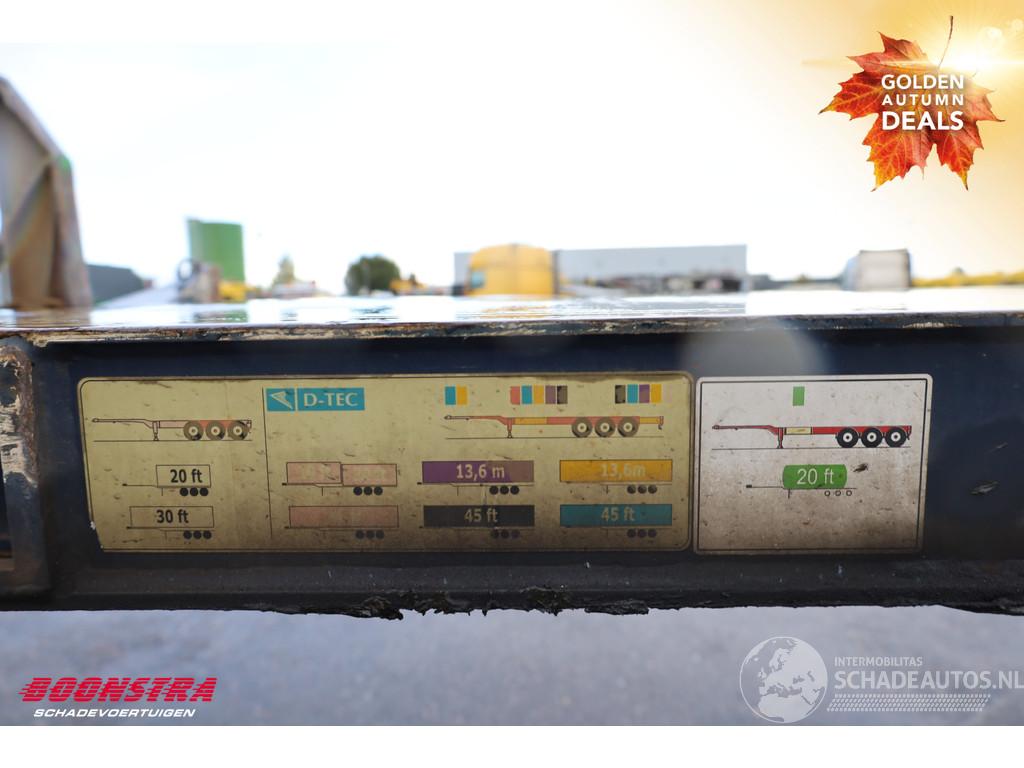 GOLDEN
AUTUMN
DEALS
D-TEC
20 ft
13,6 m
13,6m
20 ft
30 ft
45 ft
45 ft
BOONSTRA
SCHADEVOERTUIGEN
INTERMOBILITAS
SCHADEAUTOS.NL